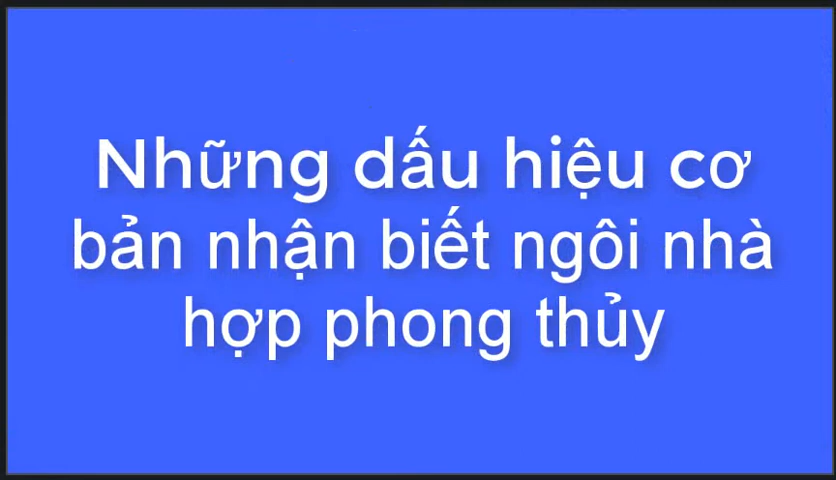 Những dấu hiệu cơ
bản nhận biết ngôi nhà
hợp phong thủy